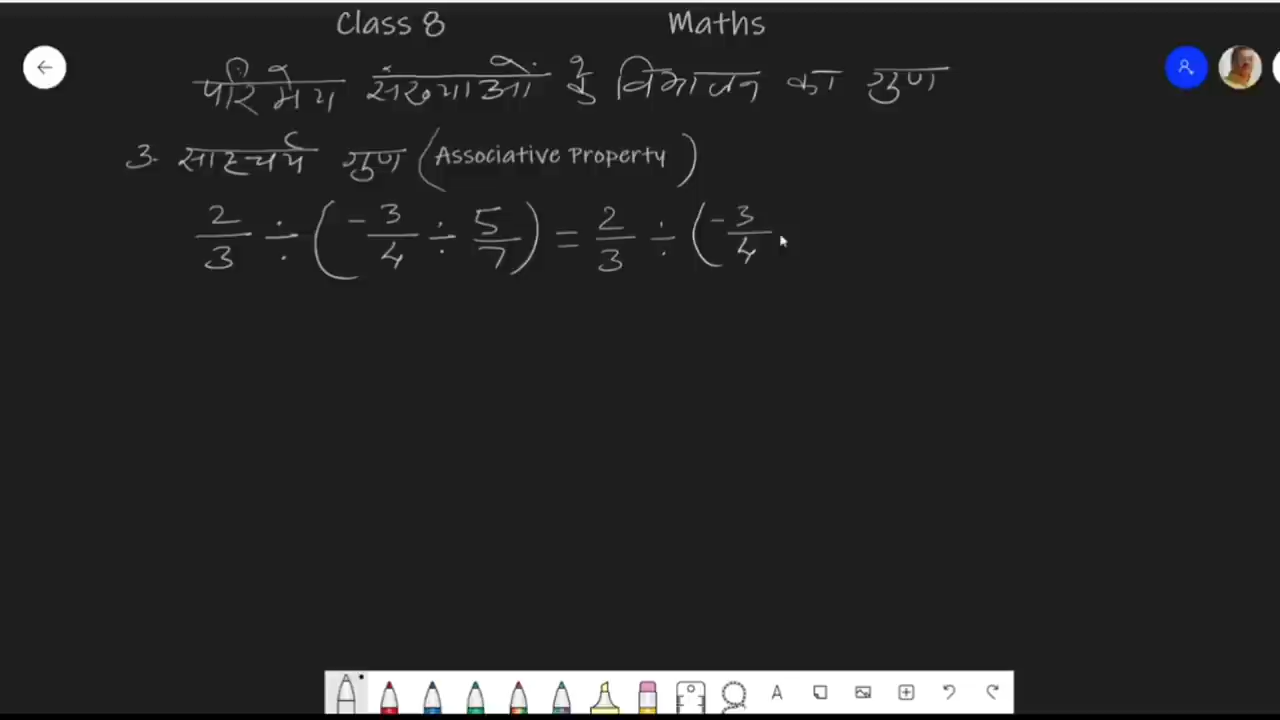 Class 8 Maths
परिमेय संख्याओं के विभाजन का गुण
3. साहचर्य गुण (Associative Property)
2/3 ÷ (-3/4 ÷ 5/7) = 2/3 ÷ (-3/4